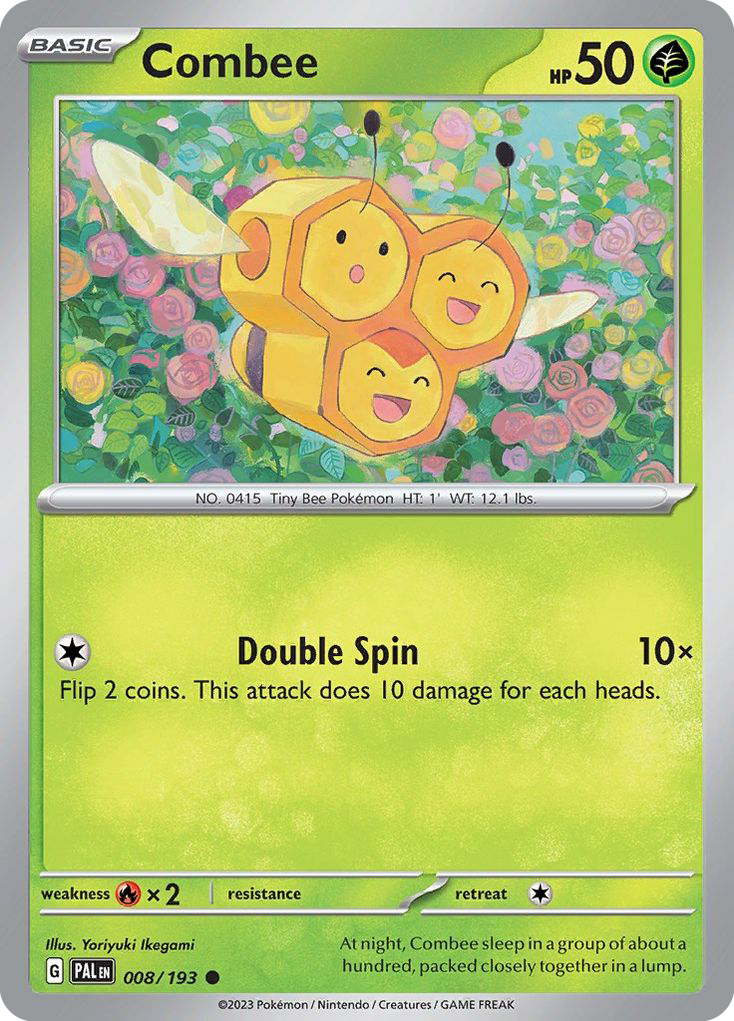 BASIC
Combee
HP 50
NO. 0415 Tiny Bee Pokémon HT: 1' WT: 12.1 lbs.
Double Spin 10×
Flip 2 coins. This attack does 10 damage for each heads.
weakness ×2 resistance retreat
Illus. Yoriyuki Ikegami
At night, Combee sleep in a group of about a
hundred, packed closely together in a lump.
G PAL EN 008/193
©2023 Pokémon / Nintendo / Creatures / GAME FREAK